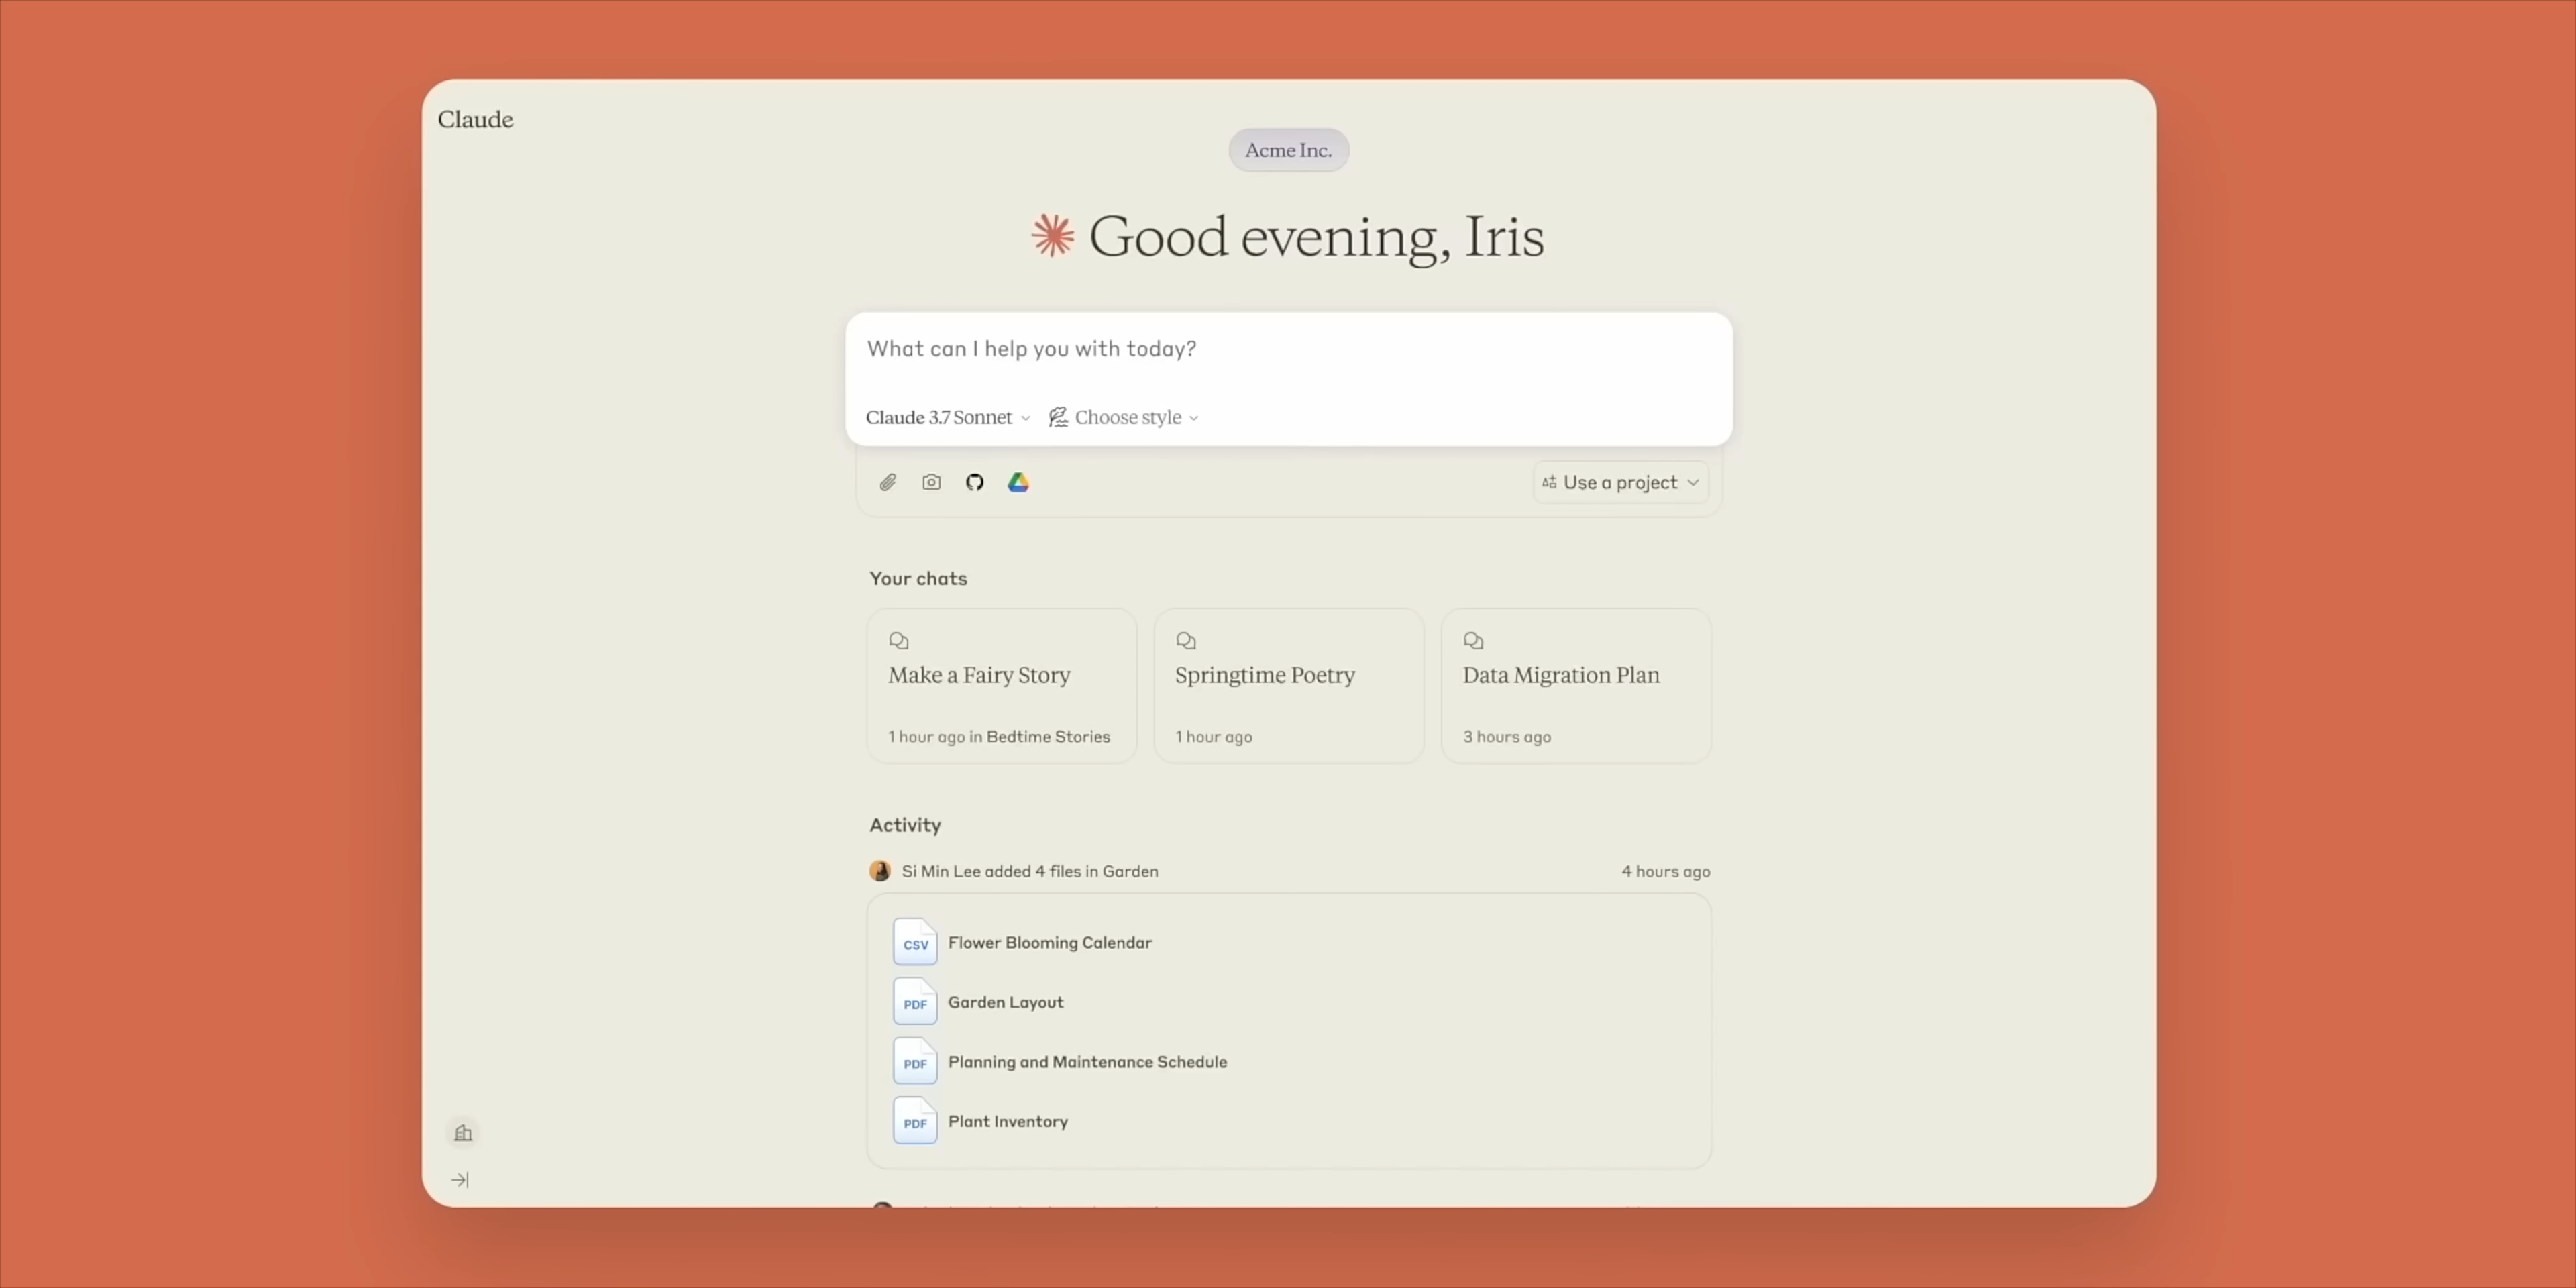 Claude
Acme Inc.
Good evening, Iris
What can I help you with today?
Claude 3.7 Sonnet
Choose style
Use a project
Your chats
Make a Fairy Story
1 hour ago in Bedtime Stories
Springtime Poetry
1 hour ago
Data Migration Plan
3 hours ago
Activity
Si Min Lee added 4 files in Garden
4 hours ago
CSV Flower Blooming Calendar
PDF Garden Layout
PDF Planning and Maintenance Schedule
PDF Plant Inventory